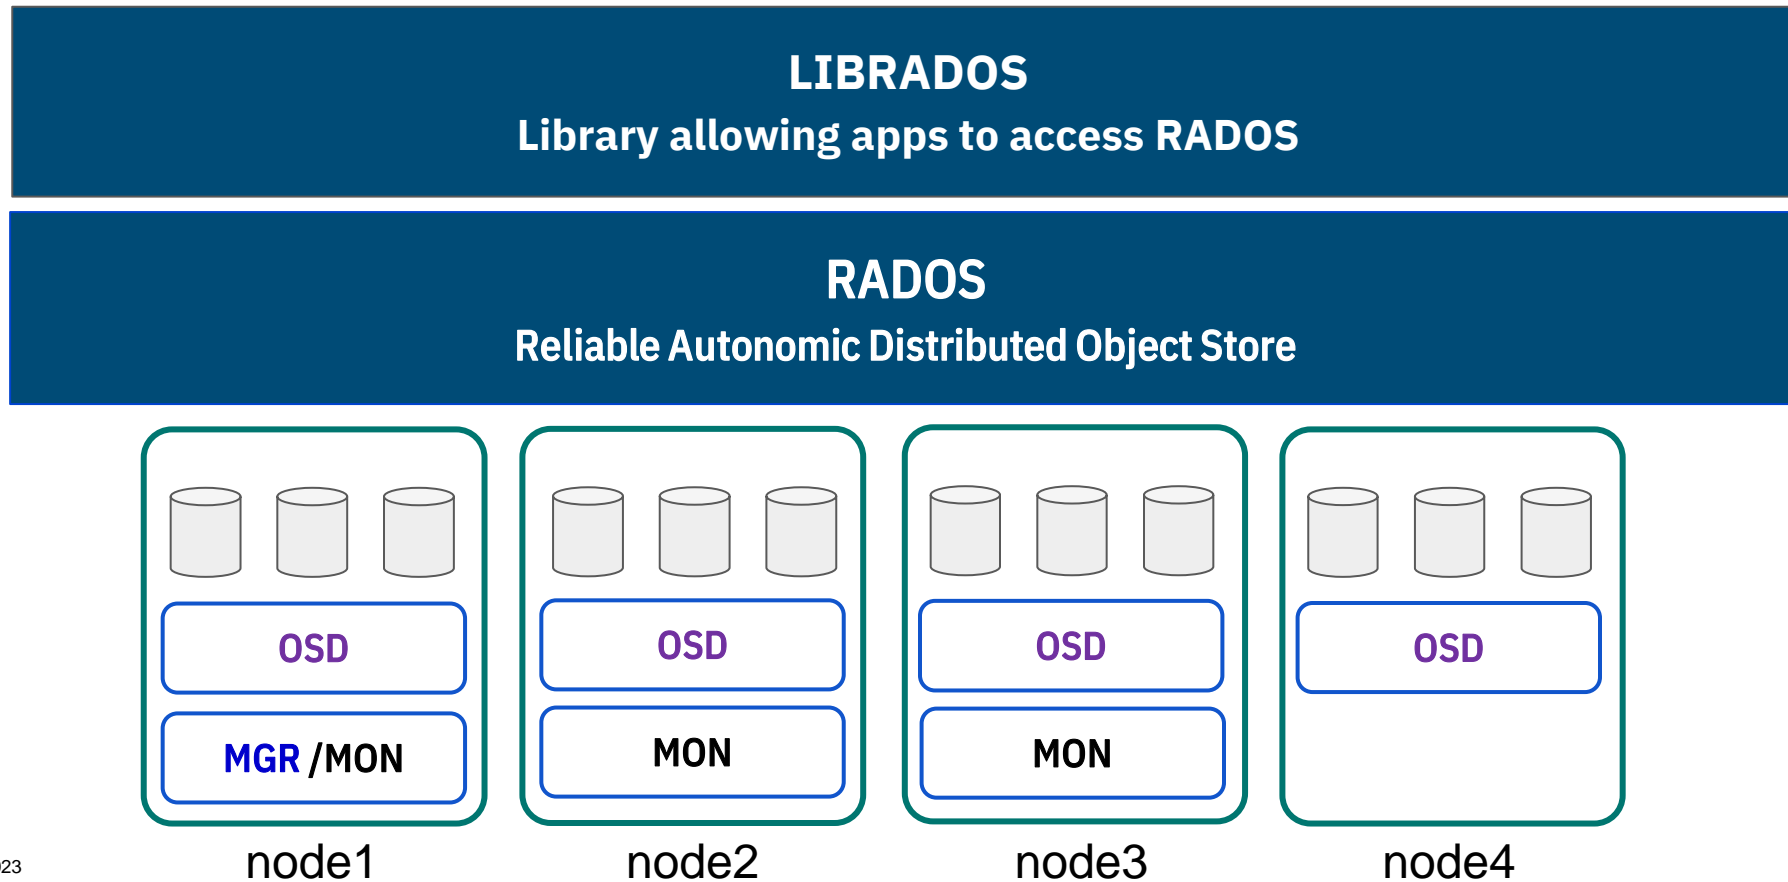 LIBRADOS
Library allowing apps to access RADOS
RADOS
Reliable Autonomic Distributed Object Store
OSD OSD OSD OSD
MGR /MON MON MON
node1 node2 node3 node4
023